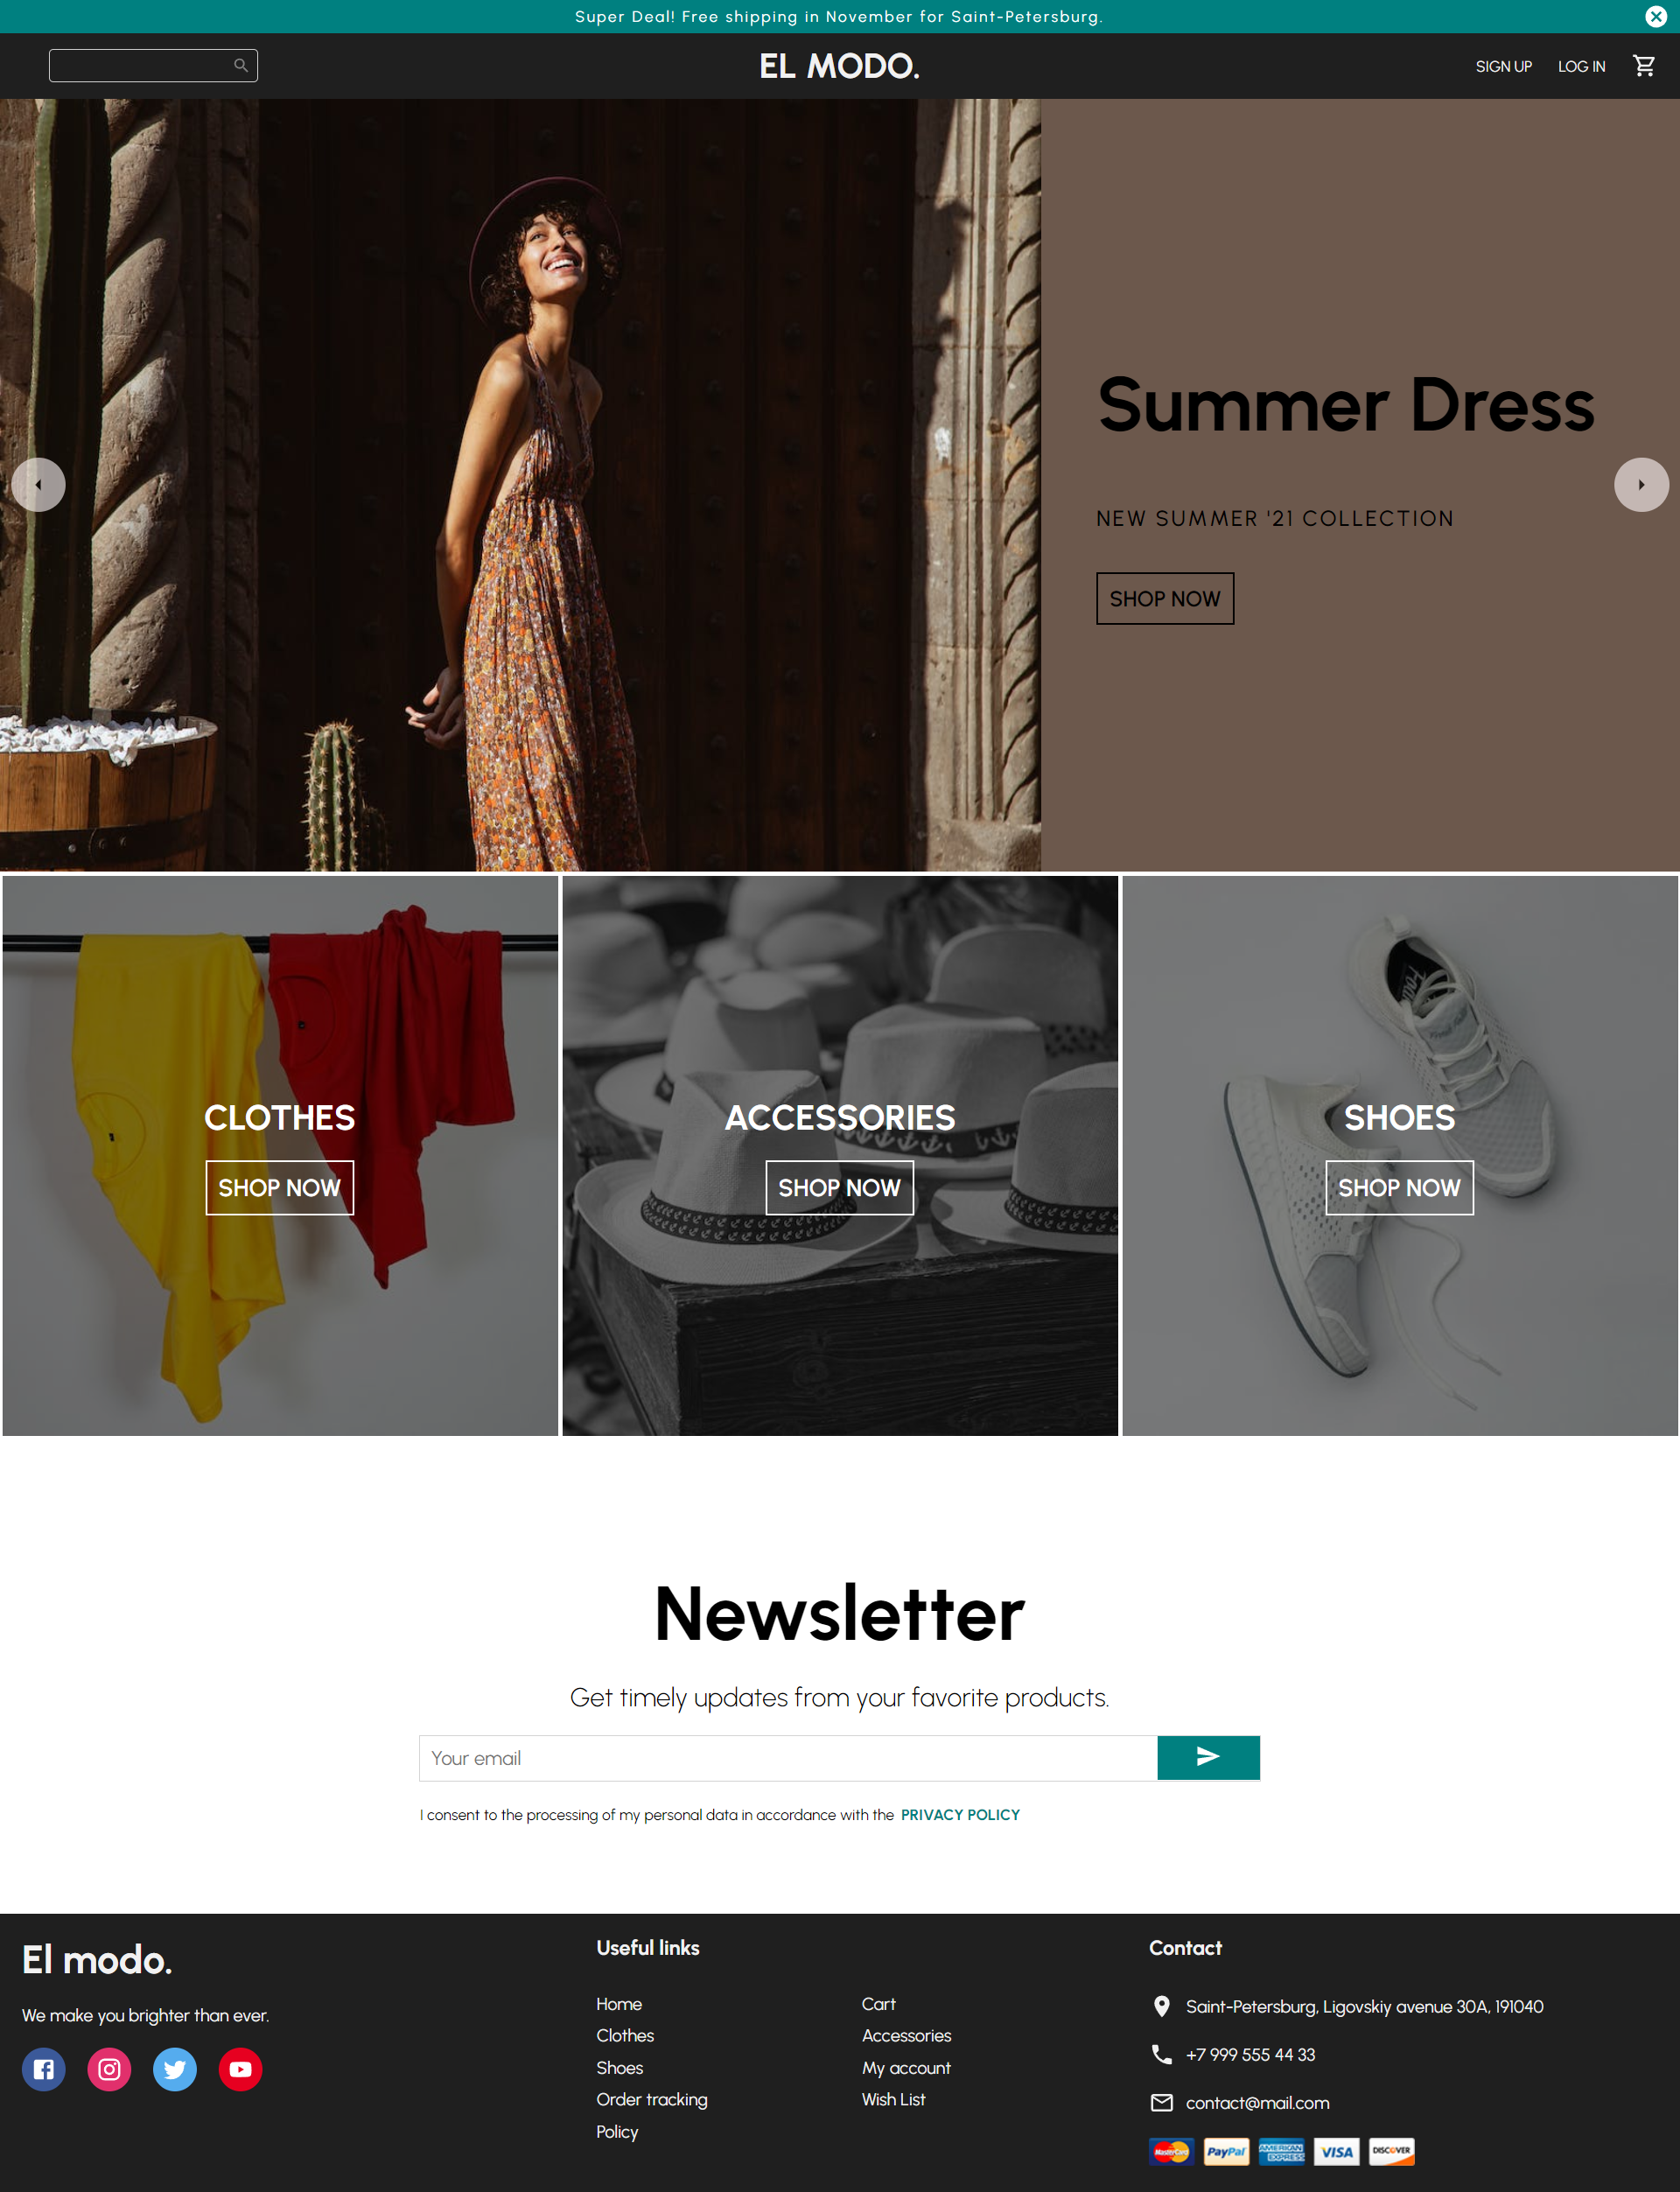 Super Deal! Free shipping in November for Saint-Petersburg.
EL MODO.
SIGN UP
LOG IN
Summer Dress
NEW SUMMER '21 COLLECTION
SHOP NOW
CLOTHES
SHOP NOW
ACCESSORIES
SHOP NOW
SHOES
SHOP NOW
Newsletter
Get timely updates from your favorite products.
Your email
I consent to the processing of my personal data in accordance with the PRIVACY POLICY
El modo.
We make you brighter than ever.
Useful links
Home
Cart
Clothes
Accessories
Shoes
My account
Order tracking
Wish List
Policy
Contact
Saint-Petersburg, Ligovskiy avenue 30A, 191040
+7 999 555 44 33
contact@mail.com
MasterCard
PayPal
AMERICAN EXPRESS
VISA
DISCOVER